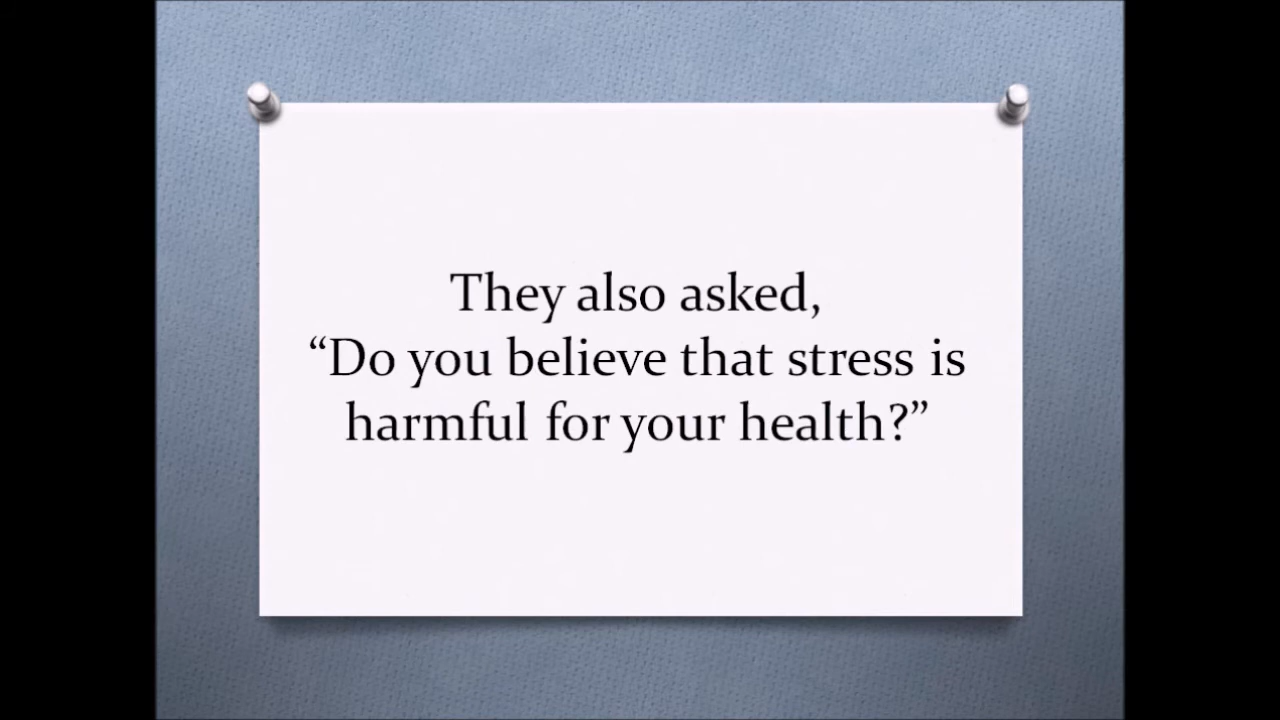 They also asked,
“Do you believe that stress is
harmful for your health?”